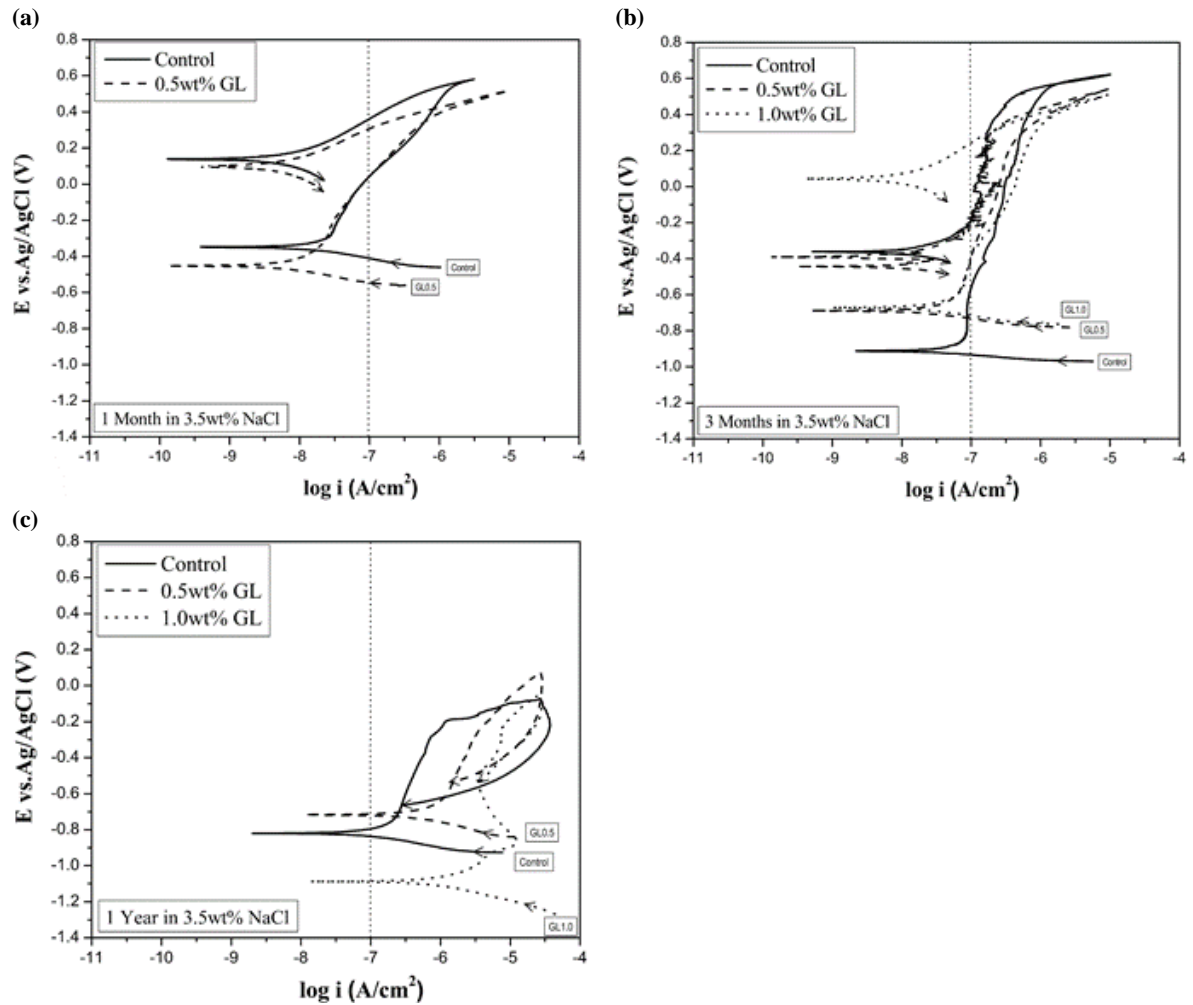 (a)
0.8
0.6
0.4
0.2
0.0
-0.2
-0.4
-0.6
-0.8
-1.0
-1.2
-1.4
E vs.Ag/AgCl (V)
Control
0.5wt% GL
Control
GL0.5
1 Month in 3.5wt% NaCl
-11 -10 -9 -8 -7 -6 -5 -4
log i (A/cm²)
(b)
0.8
0.6
0.4
0.2
0.0
-0.2
-0.4
-0.6
-0.8
-1.0
-1.2
-1.4
E vs.Ag/AgCl (V)
Control
0.5wt% GL
1.0wt% GL
GL1.0
GL0.5
Control
3 Months in 3.5wt% NaCl
-11 -10 -9 -8 -7 -6 -5 -4
log i (A/cm²)
(c)
0.8
0.6
0.4
0.2
0.0
-0.2
-0.4
-0.6
-0.8
-1.0
-1.2
-1.4
E vs.Ag/AgCl (V)
Control
0.5wt% GL
1.0wt% GL
GL0.5
Control
GL1.0
1 Year in 3.5wt% NaCl
-11 -10 -9 -8 -7 -6 -5 -4
log i (A/cm²)